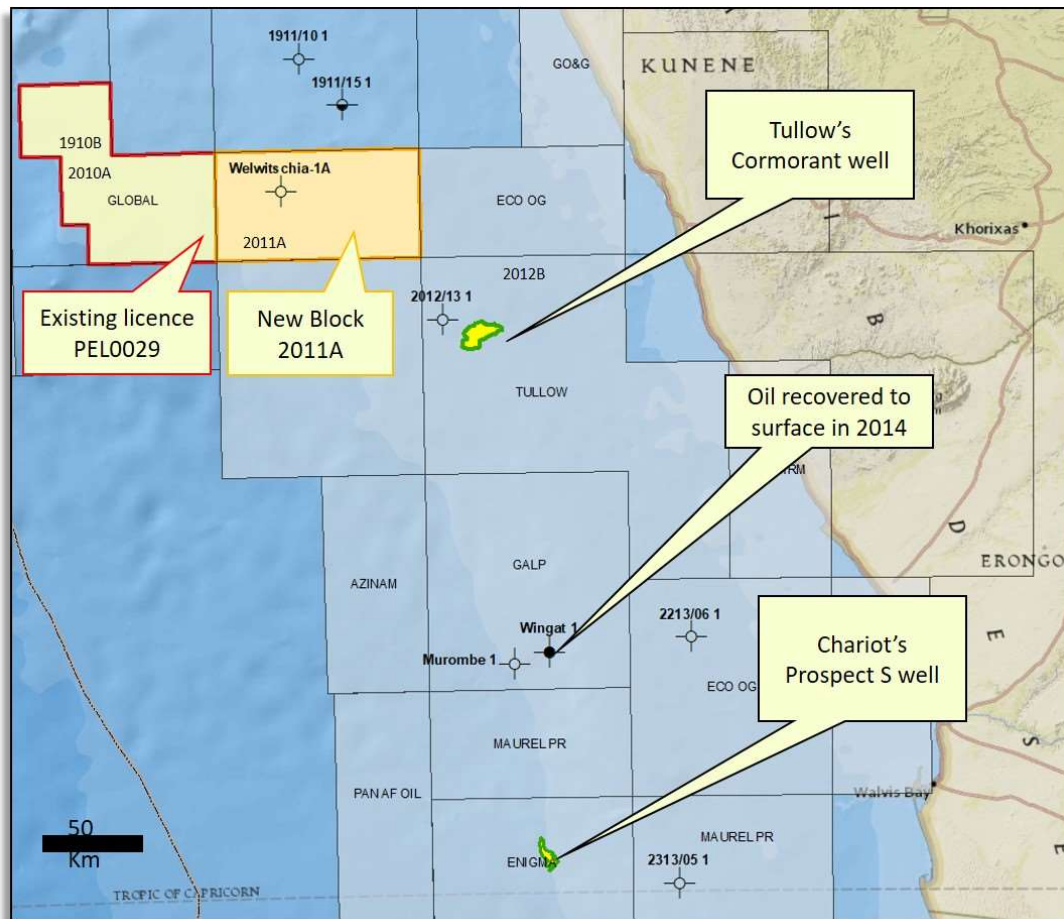 1911/10 1
GO&G
KUNENE
1911/15 1
Tullow's
Cormorant well
1910B
2010A
GLOBAL
Welwitschia-1A
2011A
ECO OG
Khorixas
Existing licence
PEL0029
New Block
2011A
2012/13 1
2012B
TULLOW
B
I
Oil recovered to
surface in 2014
RM
D
ERONGO
AZINAM
GALP
Wingat 1
Murombe 1
2213/06 1
ECO OG
E
Chariot's
Prospect S well
S
MAUREL PR
PANAF OIL
Walvis Bay
50
Km
ENIGMA
MAUREL PR
2313/05 1
TROPIC OF CAPRICORN